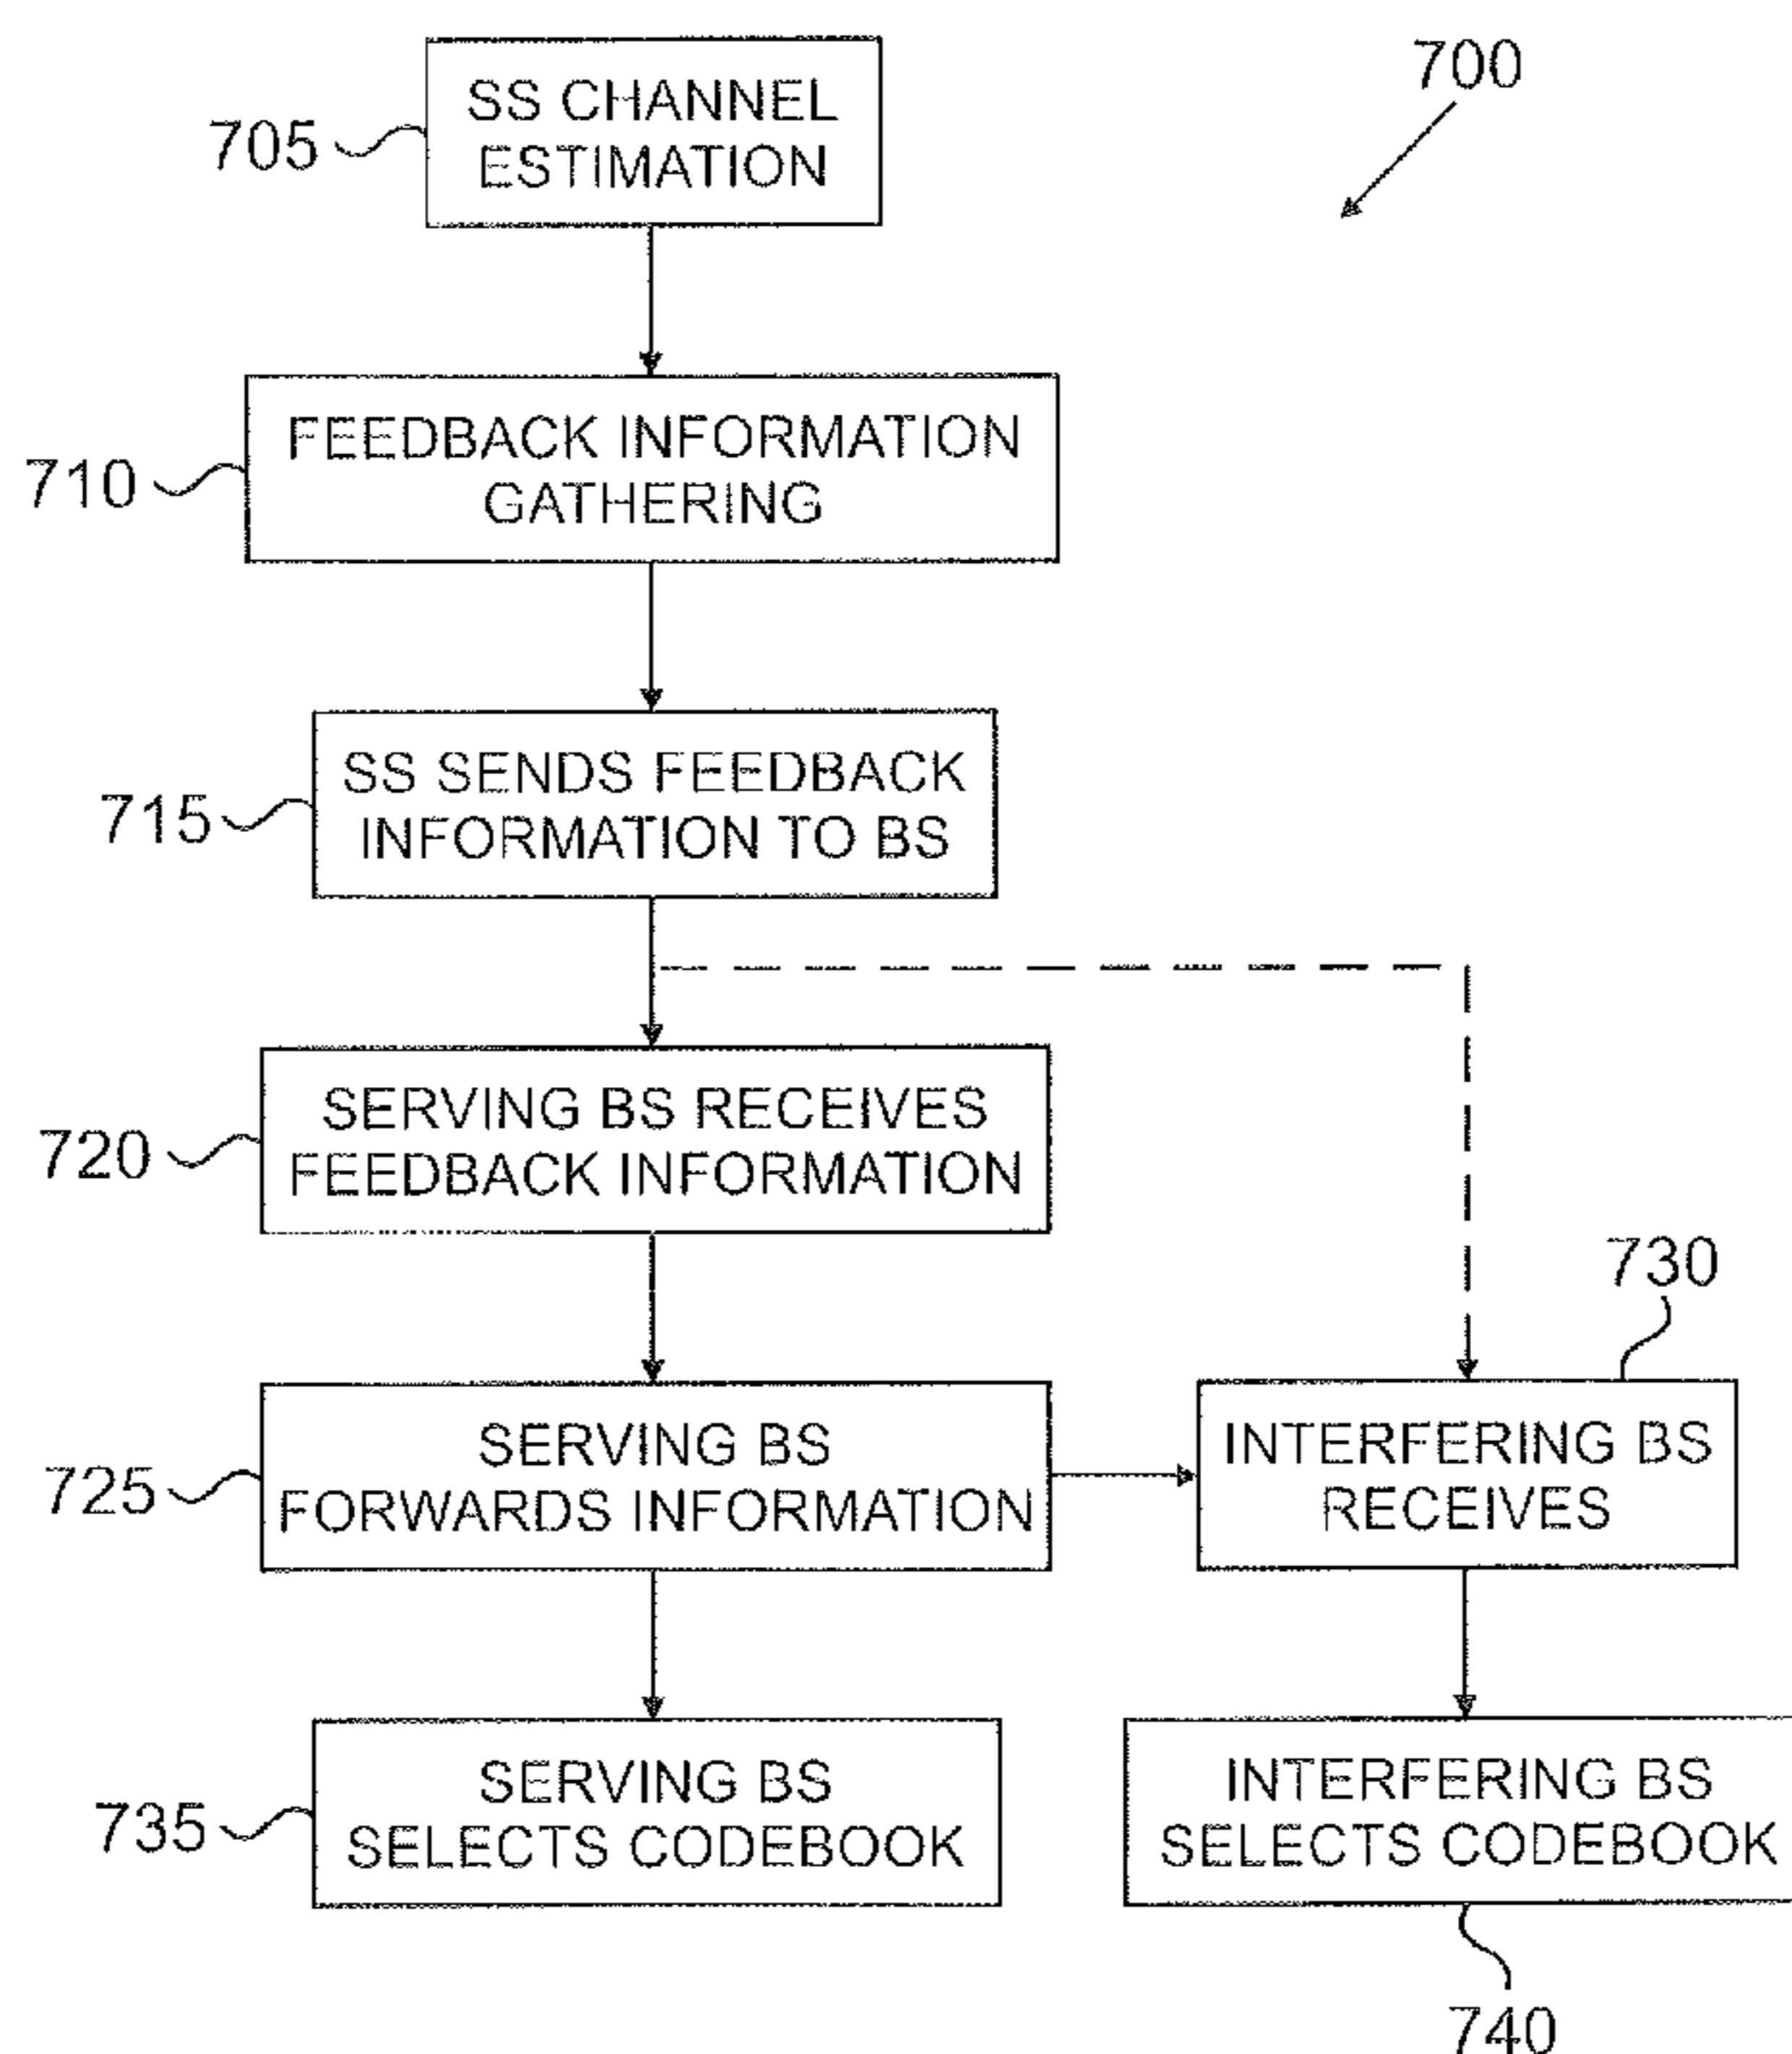 700
705
SS CHANNEL
ESTIMATION
710
FEEDBACK INFORMATION
GATHERING
715
SS SENDS FEEDBACK
INFORMATION TO BS
720
SERVING BS RECEIVES
FEEDBACK INFORMATION
725
SERVING BS
FORWARDS INFORMATION
730
INTERFERING BS
RECEIVES
735
SERVING BS
SELECTS CODEBOOK
INTERFERING BS
SELECTS CODEBOOK
740